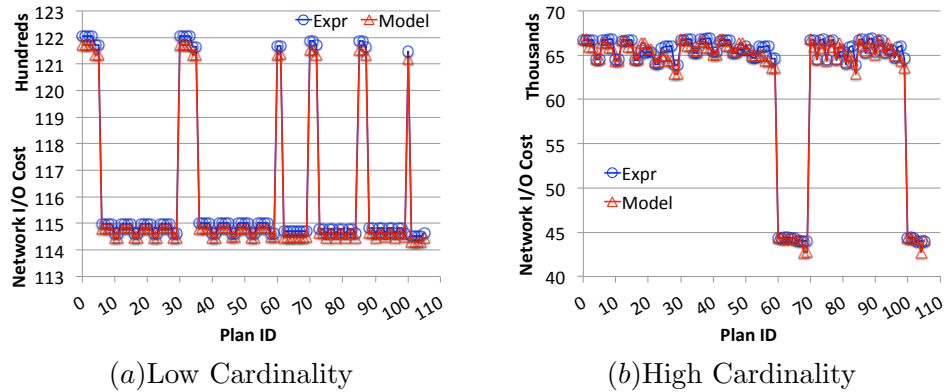 Network I/O Cost Hundreds
123
122
121
120
119
118
117
116
115
114
113
Expr Model
0 10 20 30 40 50 60 70 80 90 100 110
Plan ID
(a)Low Cardinality
Network I/O Cost Thousands
70
65
60
55
50
45
40
Expr
Model
0 10 20 30 40 50 60 70 80 90 100 110
Plan ID
(b)High Cardinality